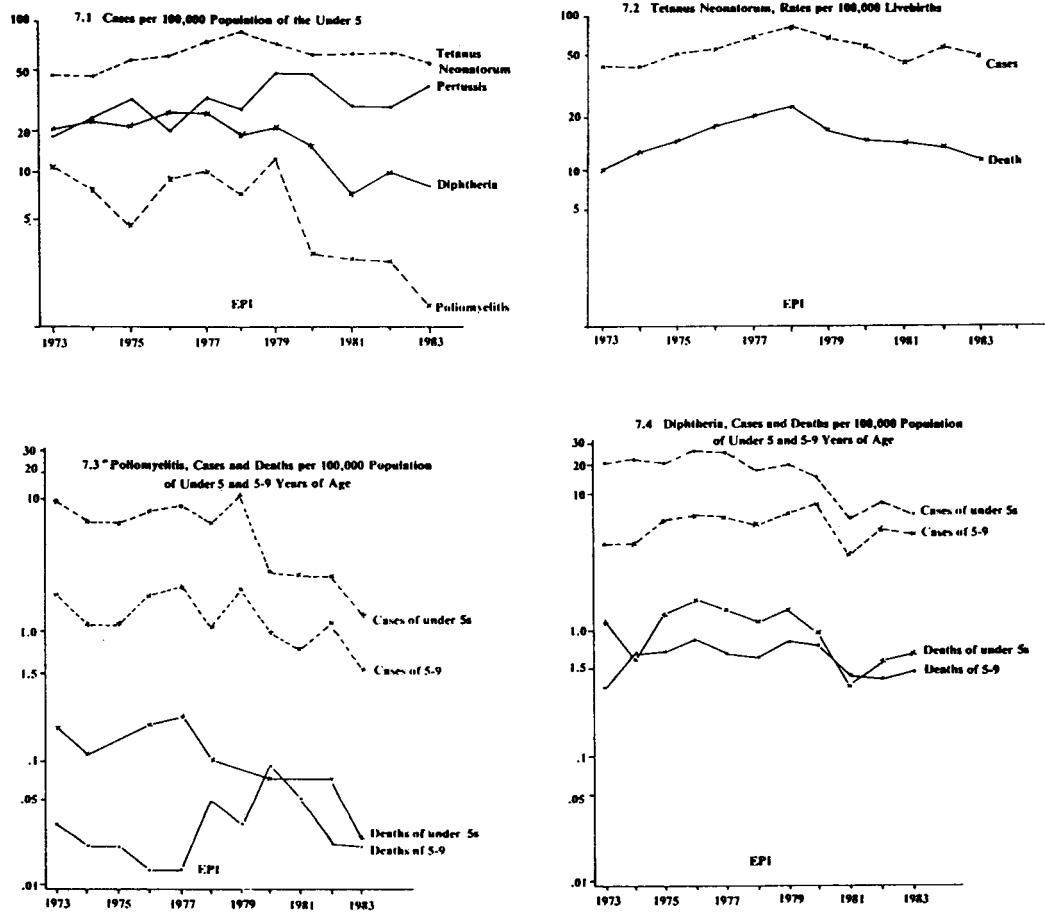 7.1 Cases per 100,000 Population of the Under 5
100
50
20
10
5
Tetanus
Neonatorum
Pertussis
Diphtheria
Poliomyelitis
EPI
1973 1975 1977 1979 1981 1983
7.2 Tetanus Neonatorum, Rates per 100,000 Livebirths
100
50
20
10
5
Cases
Death
EPI
1973 1975 1977 1979 1981 1983
7.3 Poliomyelitis, Cases and Deaths per 100,000 Population
of Under 5 and 5-9 Years of Age
30
20
10
1.0
1.5
.1
.05
.01
Cases of under 5s
Cases of 5-9
Deaths of under 5s
Deaths of 5-9
EPI
1973 1975 1977 1979 1981 1983
7.4 Diphtheria, Cases and Deaths per 100,000 Population
of Under 5 and 5-9 Years of Age
30
20
10
1.0
1.5
.1
.05
.01
Cases of under 5s
Cases of 5-9
Deaths of under 5s
Deaths of 5-9
EPI
1973 1975 1977 1979 1981 1983